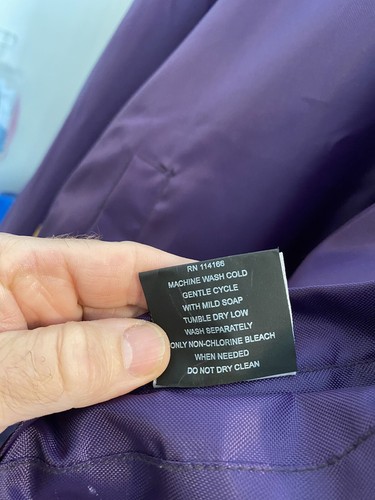 RN 114166
MACHINE WASH COLD
GENTLE CYCLE
WITH MILD SOAP
TUMBLE DRY LOW
WASH SEPARATELY
ONLY NON-CHLORINE BLEACH
WHEN NEEDED
DO NOT DRY CLEAN